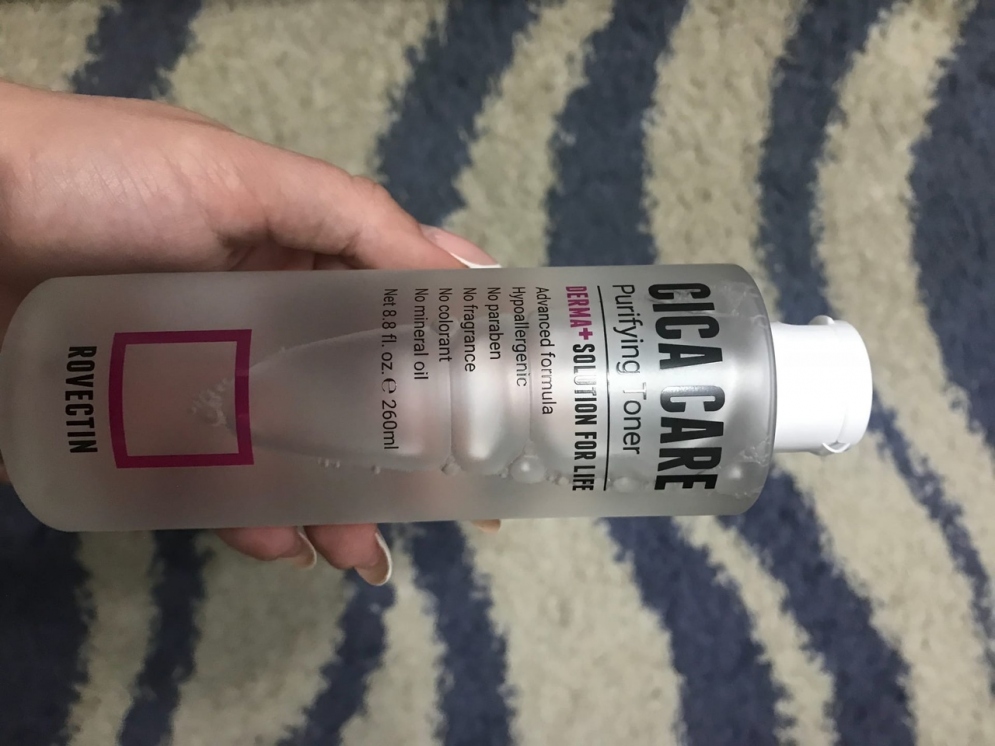 CICA CARE
Purifying Toner
DERMA+ SOLUTION FOR LIFE
Advanced formula
Hypoallergenic
No paraben
No fragrance
No colorant
No mineral oil
Net 8.8 fl. oz. ℮ 260ml
ROVECTIN